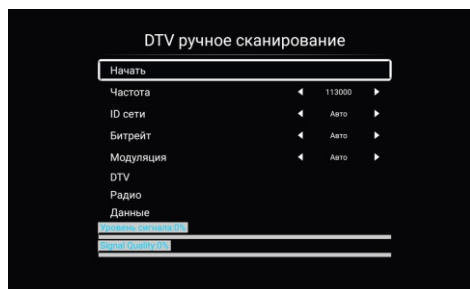 DTV ручное сканирование
Начать
Частота 113000
ID сети Авто
Битрейт Авто
Модуляция Авто
DTV
Радио
Данные
Уровень сигнала:0%
Signal Quality:0%